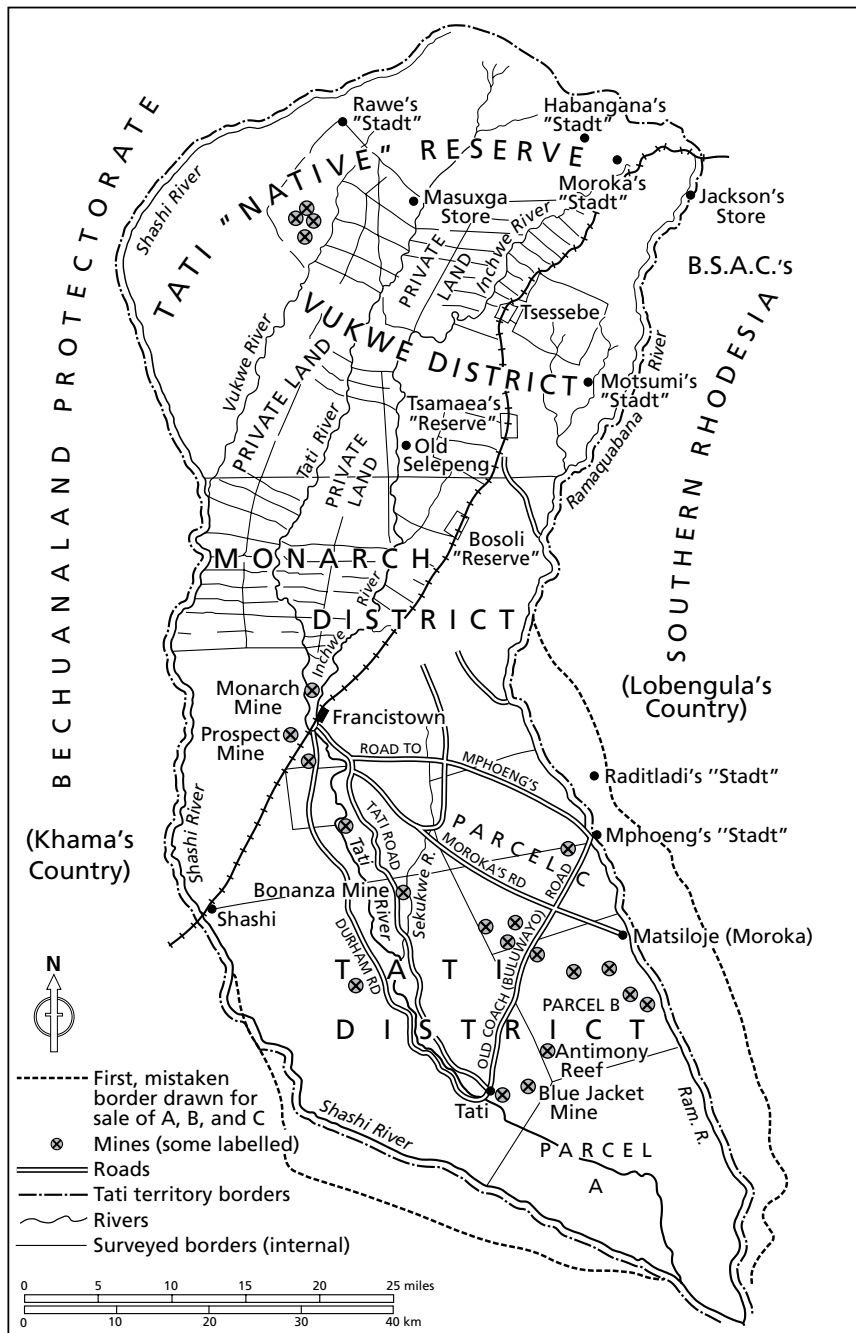 Rawe's
"Stadt"
Habangana's
"Stadt"
TATI "NATIVE" RESERVE
Shashi River
Masuxga
Store
Moroka's
"Stadt"
Jackson's
Store
BECHUANALAND PROTECTORATE
PRIVATE
LAND
Inchwe River
B.S.A.C.'s
SOUTHERN RHODESIA
Tsessebe
VUKWE DISTRICT
Vukwe River
PRIVATE LAND
Motsumi's
"Stadt"
Tsamaea's
"Reserve"
Tati River
PRIVATE
LAND
Old
Selepeng
Ramaquabana River
Bosoli
"Reserve"
MONARCH
DISTRICT
Inchwe River
Monarch
Mine
(Lobengula's
Country)
Francistown
Prospect
Mine
ROAD TO MPHOENG'S
Raditladi's "Stadt"
Mphoeng's "Stadt"
(Khama's
Country)
Shashi River
TATI ROAD
PARCEL C
MOROKA'S RD
Tati
River
Sekukwe R.
Bonanza Mine
OLD COACH (BULUWAYO) ROAD
Shashi
Matsiloje (Moroka)
DURHAM RD
TATI
DISTRICT
PARCEL B
N
Antimony
Reef
Blue Jacket
Mine
Tati
Ram. R.
Shashi River
PARCEL
A
First, mistaken
border drawn for
sale of A, B, and C
Mines (some labelled)
Roads
Tati territory borders
Rivers
Surveyed borders (internal)
0 5 10 15 20 25 miles
0 10 20 30 40 km